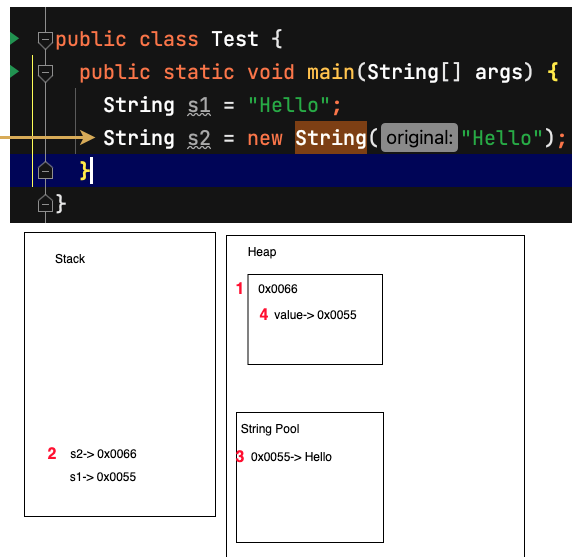 public class Test {
public static void main(String[] args) {
String s1 = "Hello";
String s2 = new String( original: "Hello");
}
}
Stack
Heap
1 0x0066
4 value-> 0x0055
String Pool
2 s2-> 0x0066
3 0x0055-> Hello
s1-> 0x0055